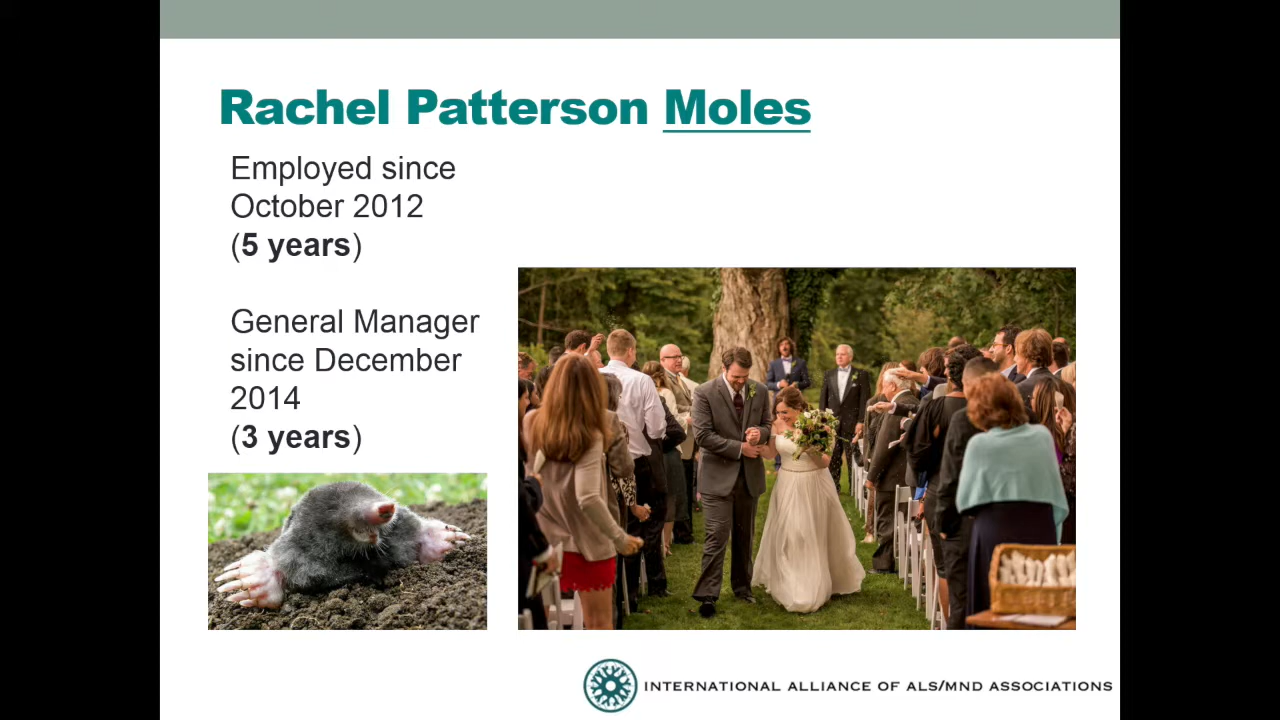 Rachel Patterson Moles
Employed since
October 2012
(5 years)
General Manager
since December
2014
(3 years)
INTERNATIONAL ALLIANCE OF ALS/MND ASSOCIATIONS